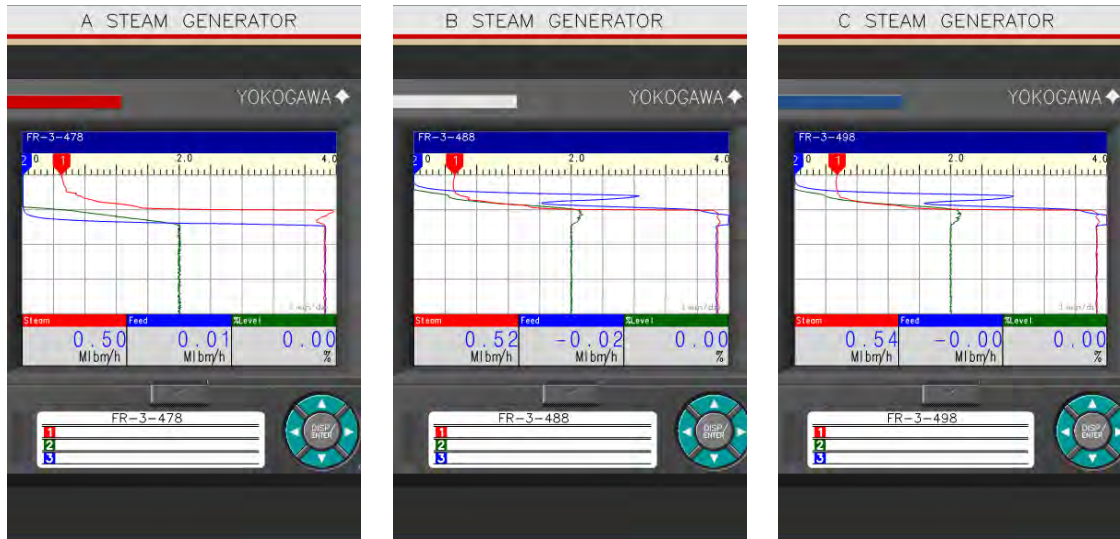 A STEAM GENERATOR
YOKOGAWA
FR-3-478
2 0 1 2.0 4.0
Steam Feed %Level
0.50 0.01 0.00
Mlbm/h Mlbm/h %
FR-3-478
1
2
3
DISP/
ENTER
B STEAM GENERATOR
YOKOGAWA
FR-3-488
2 0 1 2.0 4.0
Steam Feed %Level
0.52 -0.02 0.00
Mlbm/h Mlbm/h %
FR-3-488
1
2
3
DISP/
ENTER
C STEAM GENERATOR
YOKOGAWA
FR-3-498
2 0 1 2.0 4.0
Steam Feed %Level
0.54 -0.00 0.00
Mlbm/h Mlbm/h %
FR-3-498
1
2
3
DISP/
ENTER